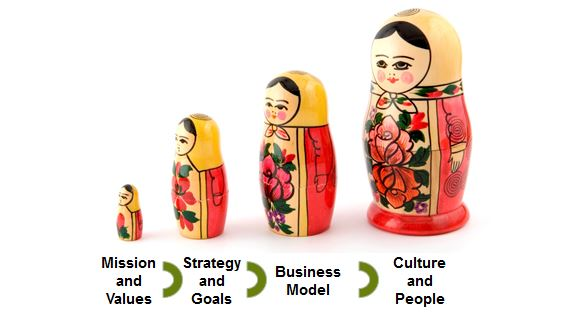 Mission
and
Values
Strategy
and
Goals
Business
Model
Culture
and
People